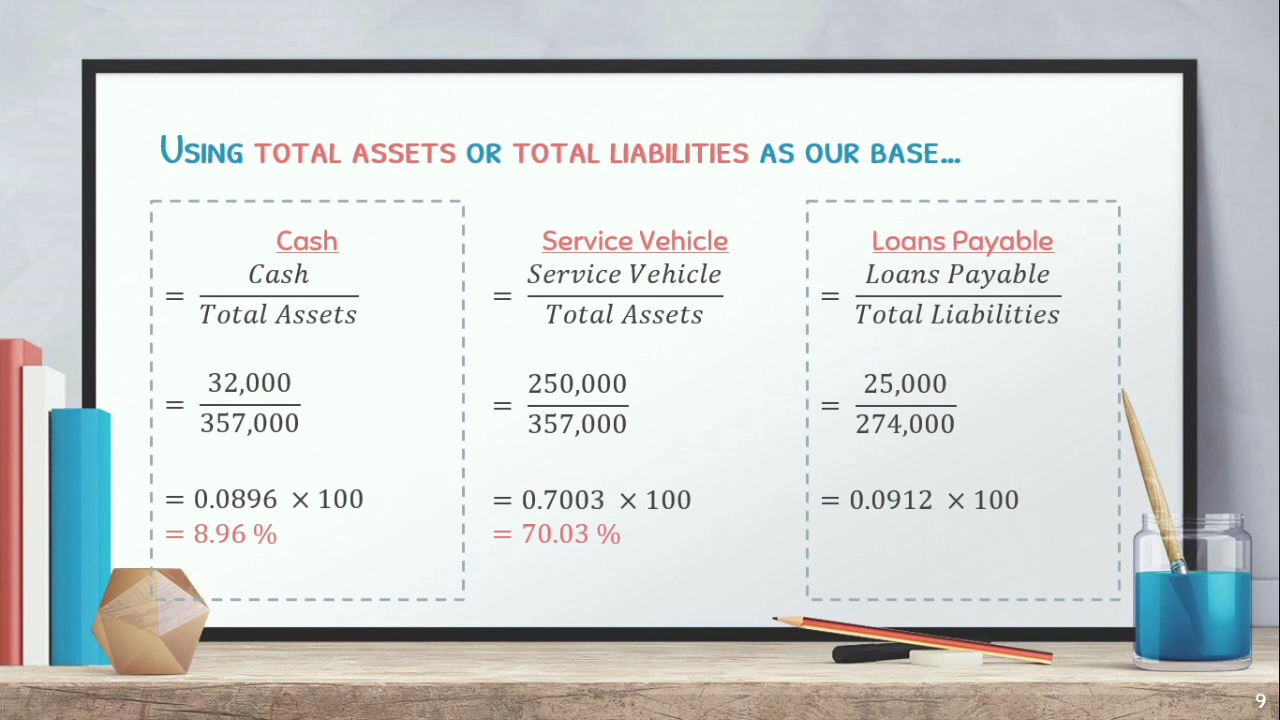 Using total assets or total liabilities as our base...
Cash
= Cash / Total Assets
= 32,000 / 357,000
= 0.0896 × 100
= 8.96 %
Service Vehicle
= Service Vehicle / Total Assets
= 250,000 / 357,000
= 0.7003 × 100
= 70.03 %
Loans Payable
= Loans Payable / Total Liabilities
= 25,000 / 274,000
= 0.0912 × 100
9